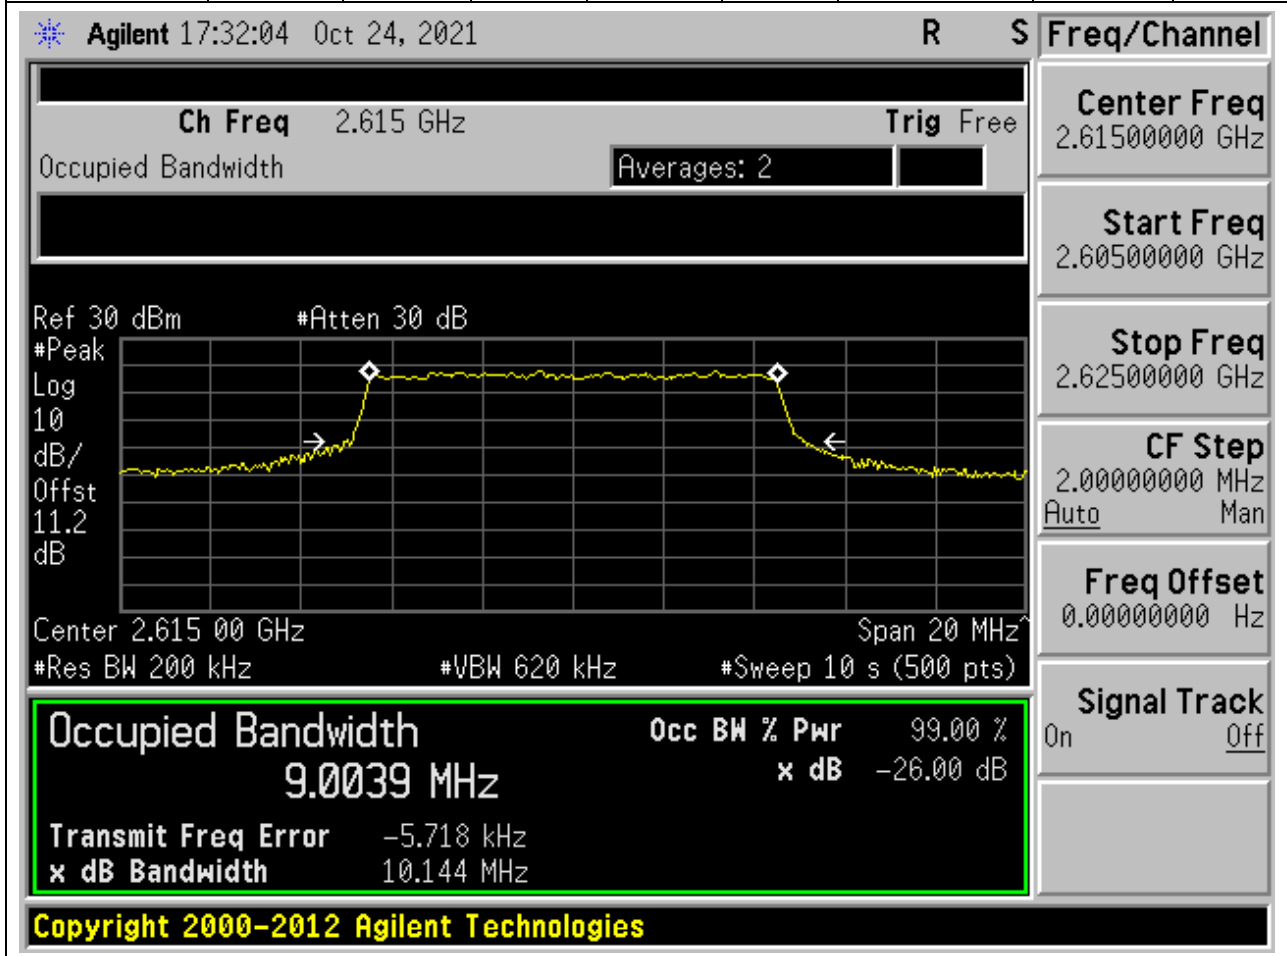 Agilent 17:32:04 Oct 24, 2021 R S Freq/Channel
Ch Freq 2.615 GHz Trig Free
Occupied Bandwidth Averages: 2
Center Freq
2.61500000 GHz
Start Freq
2.60500000 GHz
Stop Freq
2.62500000 GHz
CF Step
2.00000000 MHz
Auto Man
Freq Offset
0.00000000 Hz
Signal Track
On Off
Ref 30 dBm #Atten 30 dB
#Peak
Log
10
dB/
Offst
11.2
dB
Center 2.615 00 GHz Span 20 MHz^
#Res BW 200 kHz #VBW 620 kHz #Sweep 10 s (500 pts)
Occupied Bandwidth Occ BW % Pwr 99.00 %
9.0039 MHz x dB -26.00 dB
Transmit Freq Error -5.718 kHz
x dB Bandwidth 10.144 MHz
Copyright 2000-2012 Agilent Technologies